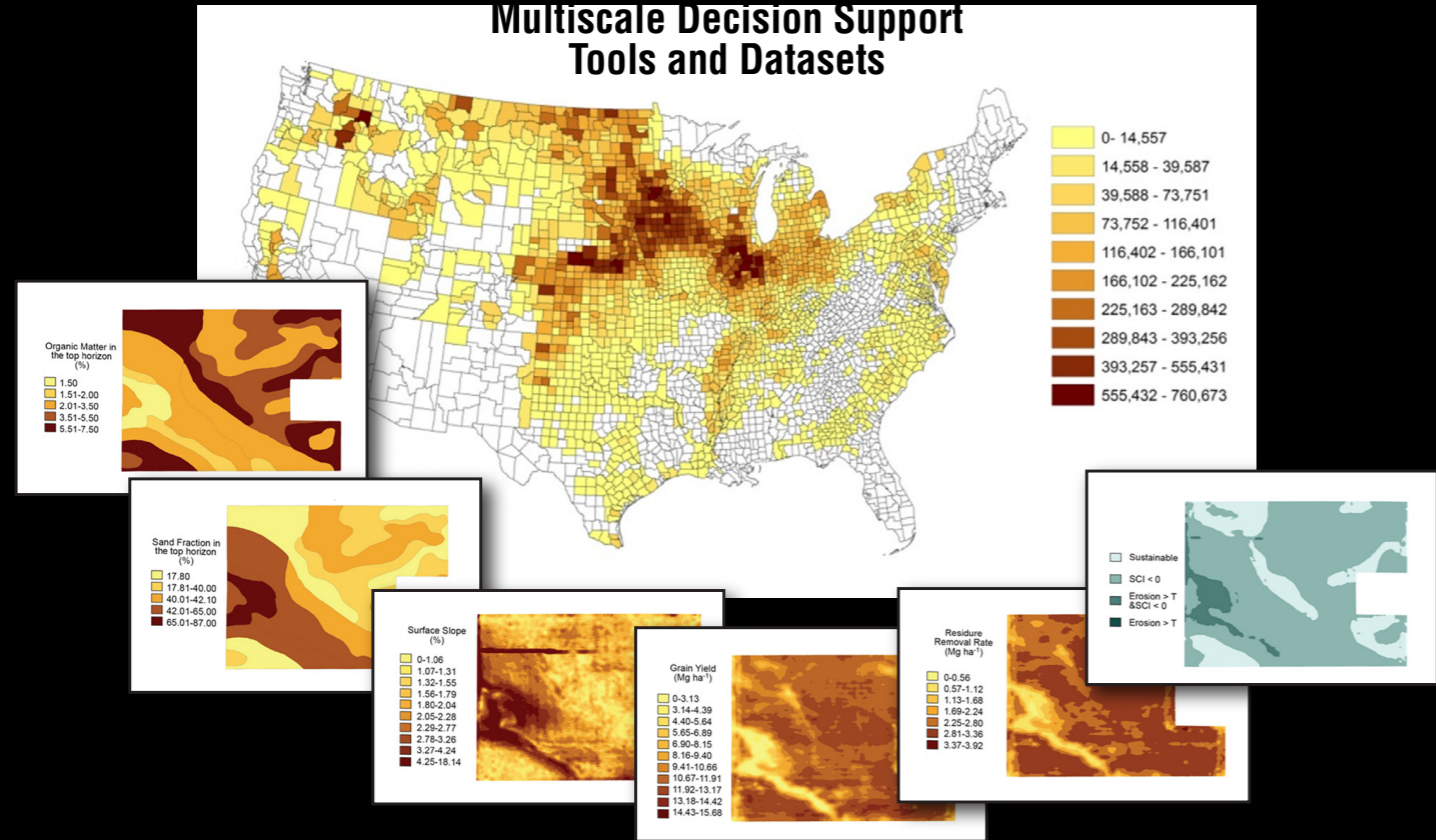 Multiscale Decision Support
Tools and Datasets
0- 14,557
14,558 - 39,587
39,588 - 73,751
73,752 - 116,401
116,402 - 166,101
166,102 - 225,162
225,163 - 289,842
289,843 - 393,256
393,257 - 555,431
555,432 - 760,673
Organic Matter in
the top horizon
(%)
1.50
1.51-2.00
2.01-3.50
3.51-5.50
5.51-7.50
Sand Fraction in
the top horizon
(%)
17.80
17.81-40.00
40.01-42.10
42.01-65.00
65.01-87.00
Surface Slope
(%)
0-1.06
1.07-1.31
1.32-1.55
1.56-1.79
1.80-2.04
2.05-2.28
2.29-2.77
2.78-3.26
3.27-4.24
4.25-18.14
Grain Yield
(Mg ha⁻¹)
0-3.13
3.14-4.39
4.40-5.64
5.65-6.89
6.90-8.15
8.16-9.40
9.41-10.66
10.67-11.91
11.92-13.17
13.18-14.42
14.43-15.68
Residure
Removal Rate
(Mg ha⁻¹)
0-0.56
0.57-1.12
1.13-1.68
1.69-2.24
2.25-2.80
2.81-3.36
3.37-3.92
Sustainable
SCI < 0
Erosion > T
&SCI < 0
Erosion > T